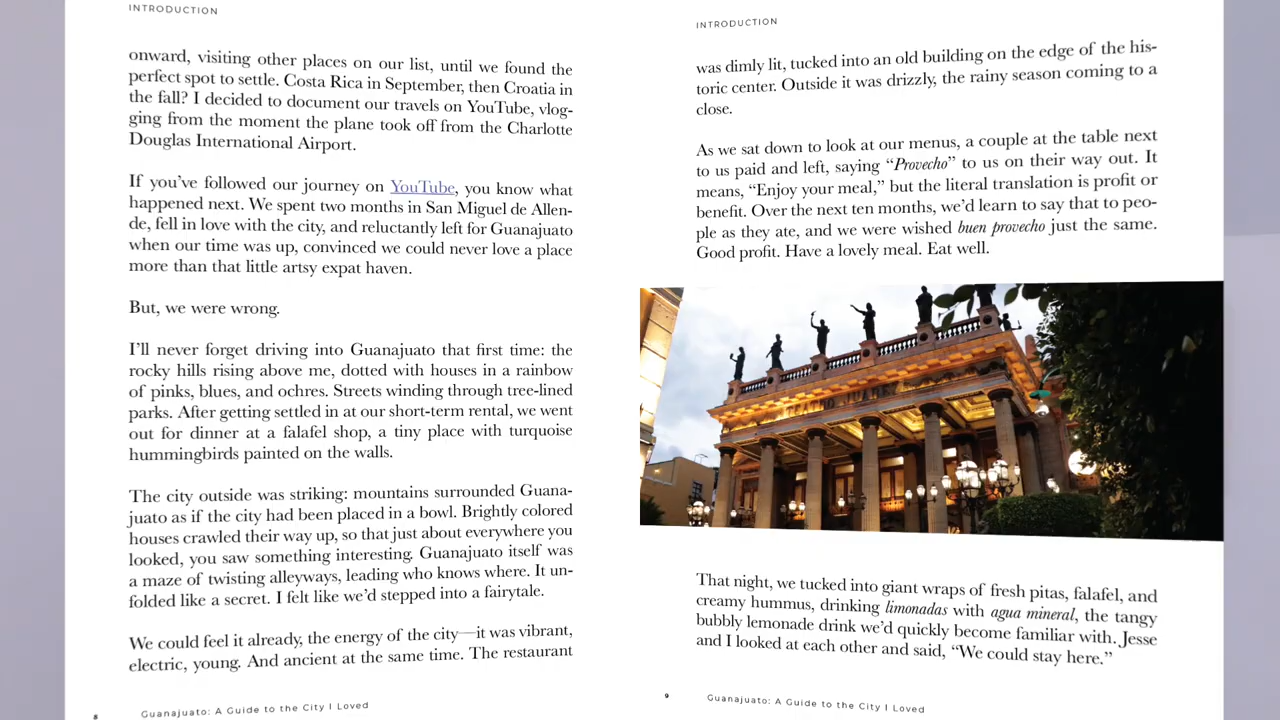 INTRODUCTION
onward, visiting other places on our list, until we found the
perfect spot to settle. Costa Rica in September, then Croatia in
the fall? I decided to document our travels on YouTube, vlog-
ging from the moment the plane took off from the Charlotte
Douglas International Airport.
If you've followed our journey on YouTube, you know what
happened next. We spent two months in San Miguel de Allen-
de, fell in love with the city, and reluctantly left for Guanajuato
when our time was up, convinced we could never love a place
more than that little artsy expat haven.
But, we were wrong.
I'll never forget driving into Guanajuato that first time: the
rocky hills rising above me, dotted with houses in a rainbow
of pinks, blues, and ochres. Streets winding through tree-lined
parks. After getting settled in at our short-term rental, we went
out for dinner at a falafel shop, a tiny place with turquoise
hummingbirds painted on the walls.
The city outside was striking: mountains surrounded Guana-
juato as if the city had been placed in a bowl. Brightly colored
houses crawled their way up, so that just about everywhere you
looked, you saw something interesting. Guanajuato itself was
a maze of twisting alleyways, leading who knows where. It un-
folded like a secret. I felt like we'd stepped into a fairytale.
We could feel it already, the energy of the city—it was vibrant,
electric, young. And ancient at the same time. The restaurant
8 Guanajuato: A Guide to the City I Loved
INTRODUCTION
was dimly lit, tucked into an old building on the edge of the his-
toric center. Outside it was drizzly, the rainy season coming to a
close.
As we sat down to look at our menus, a couple at the table next
to us paid and left, saying “Provecho” to us on their way out. It
means, “Enjoy your meal,” but the literal translation is profit or
benefit. Over the next ten months, we'd learn to say that to peo-
ple as they ate, and we were wished buen provecho just the same.
Good profit. Have a lovely meal. Eat well.
TEATRO JUAREZ
That night, we tucked into giant wraps of fresh pitas, falafel, and
creamy hummus, drinking limonadas with agua mineral, the tangy
bubbly lemonade drink we'd quickly become familiar with. Jesse
and I looked at each other and said, “We could stay here.”
9 Guanajuato: A Guide to the City I Loved